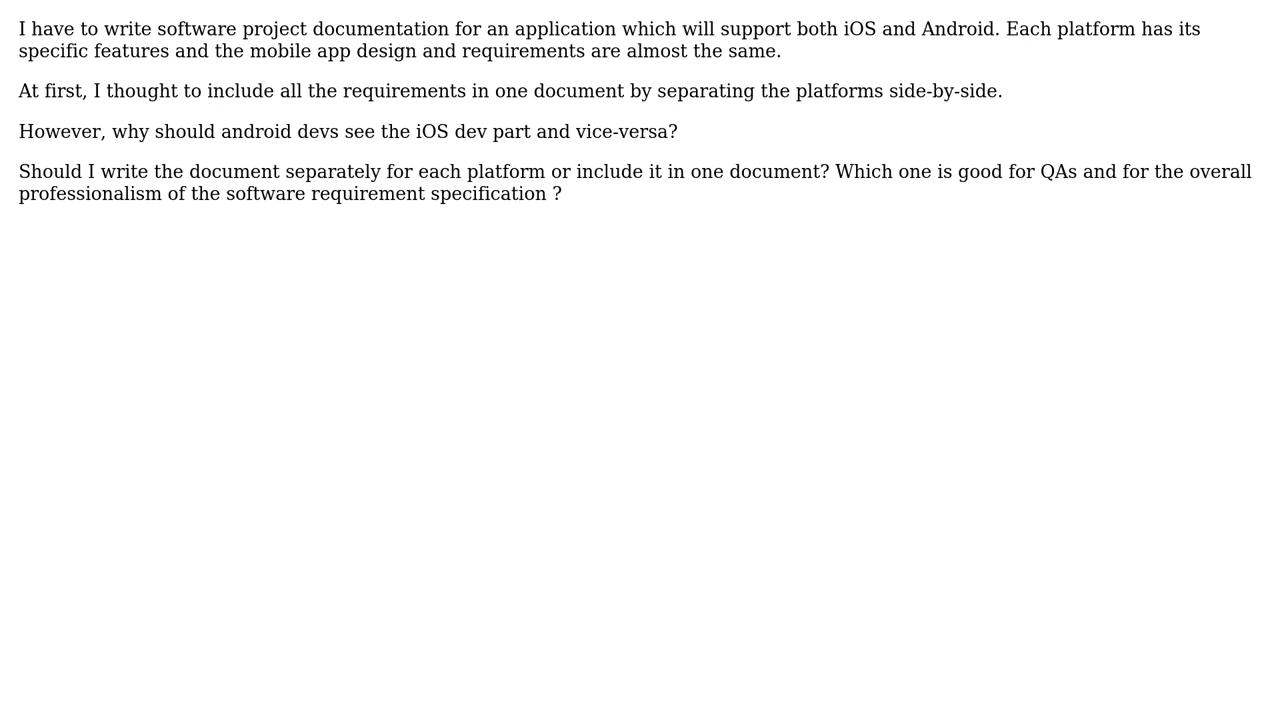 I have to write software project documentation for an application which will support both iOS and Android. Each platform has its
specific features and the mobile app design and requirements are almost the same.
At first, I thought to include all the requirements in one document by separating the platforms side-by-side.
However, why should android devs see the iOS dev part and vice-versa?
Should I write the document separately for each platform or include it in one document? Which one is good for QAs and for the overall
professionalism of the software requirement specification ?